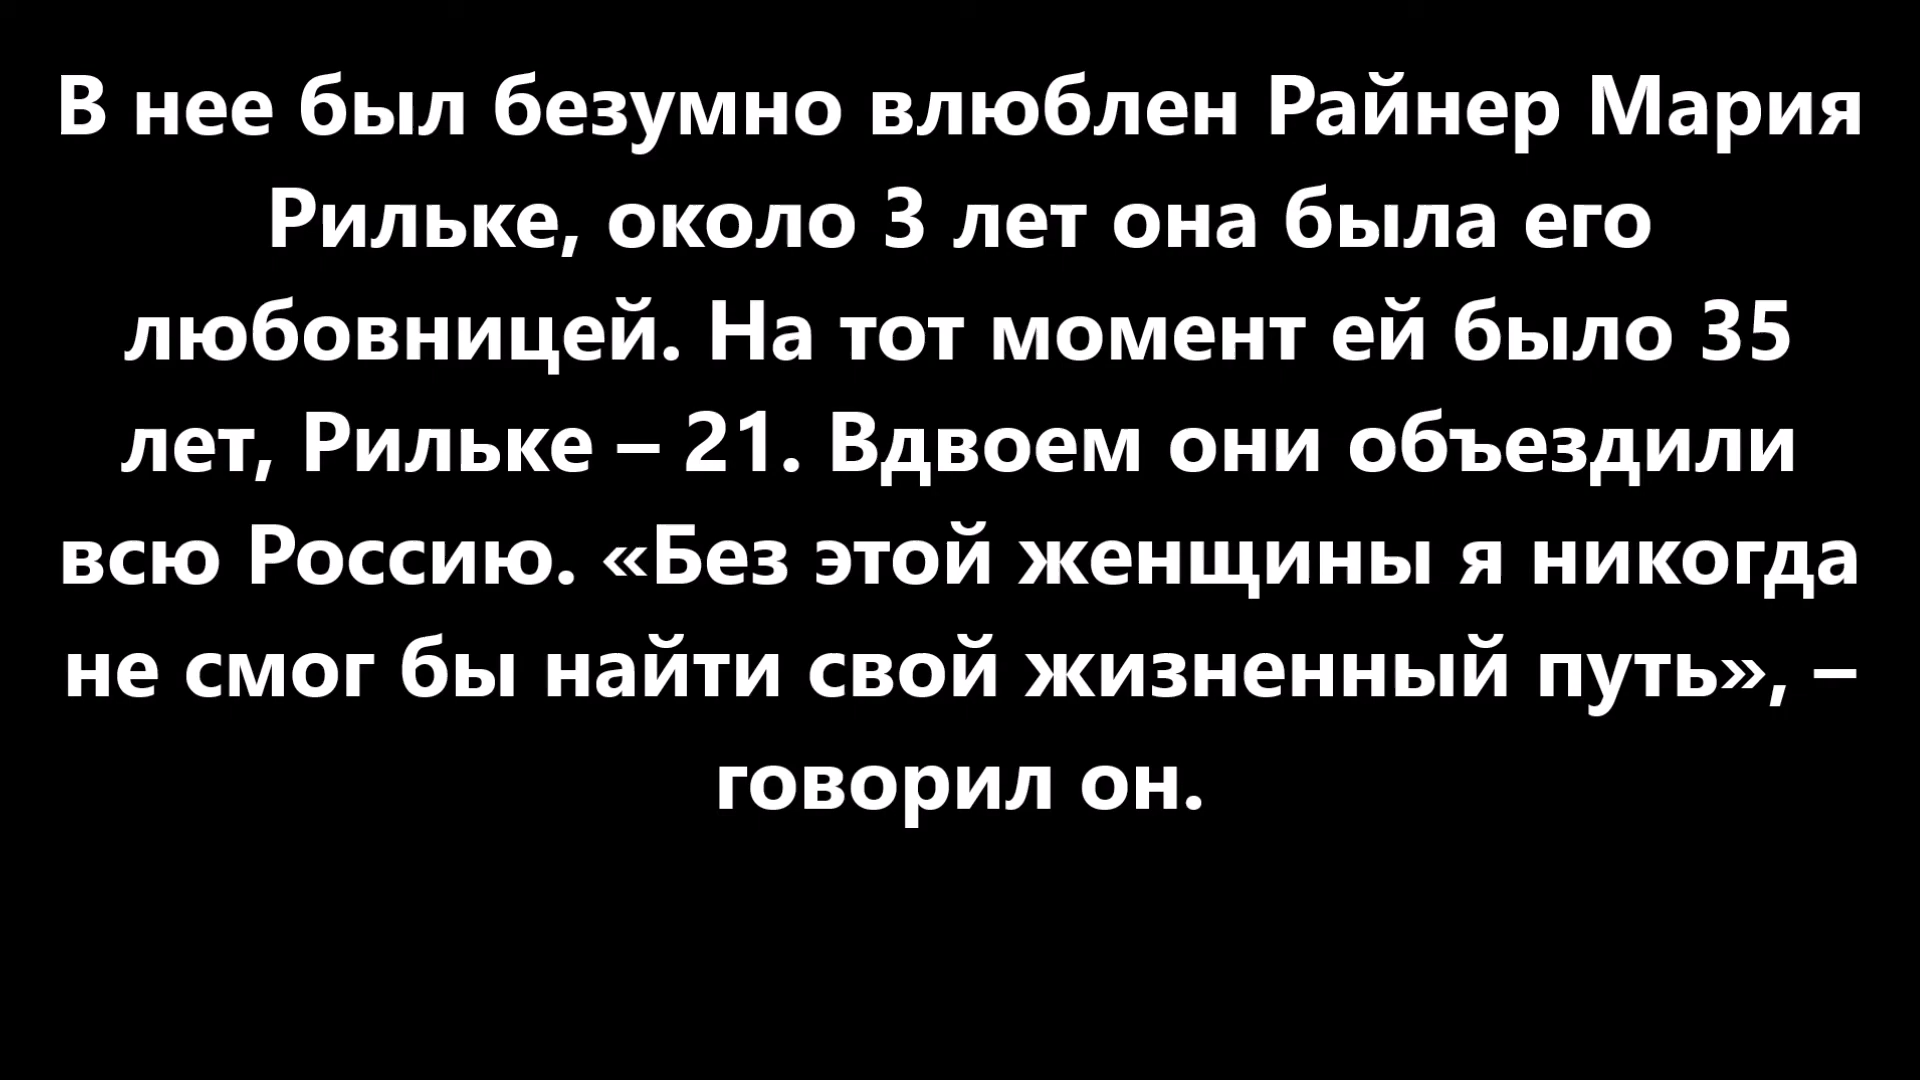 В нее был безумно влюблен Райнер Мария
Рильке, около 3 лет она была его
любовницей. На тот момент ей было 35
лет, Рильке – 21. Вдвоем они объездили
всю Россию. «Без этой женщины я никогда
не смог бы найти свой жизненный путь», –
говорил он.